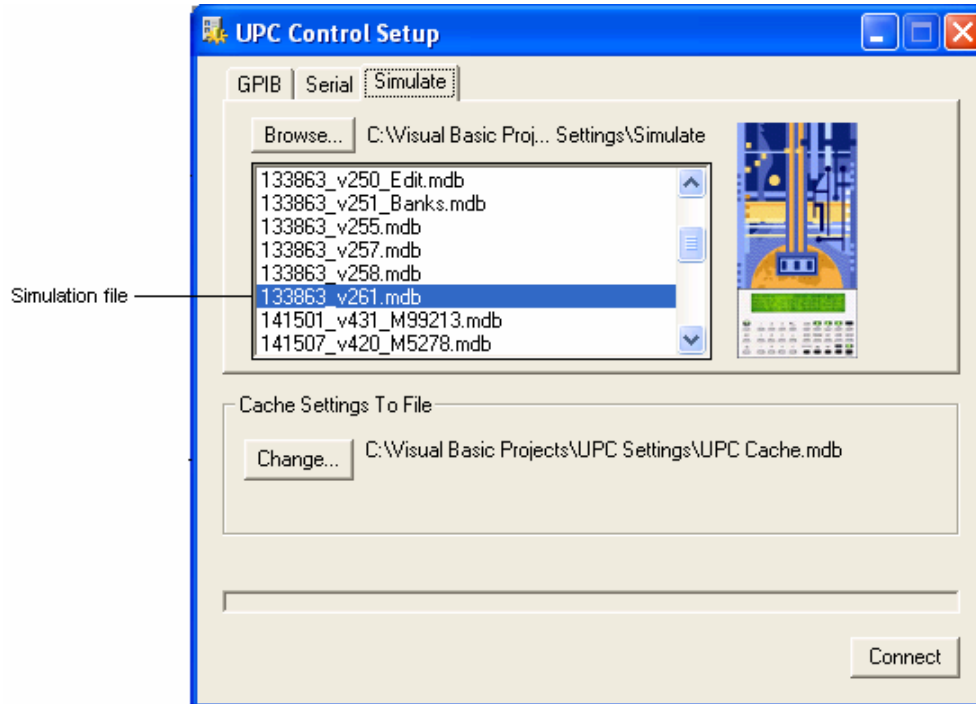 UPC Control Setup
GPIB Serial Simulate
Browse... C:\Visual Basic Proj... Settings\Simulate
133863_v250_Edit.mdb
133863_v251_Banks.mdb
133863_v255.mdb
133863_v257.mdb
133863_v258.mdb
Simulation file
133863_v261.mdb
141501_v431_M99213.mdb
141507_v420_M5278.mdb
Cache Settings To File
Change... C:\Visual Basic Projects\UPC Settings\UPC Cache.mdb
Connect